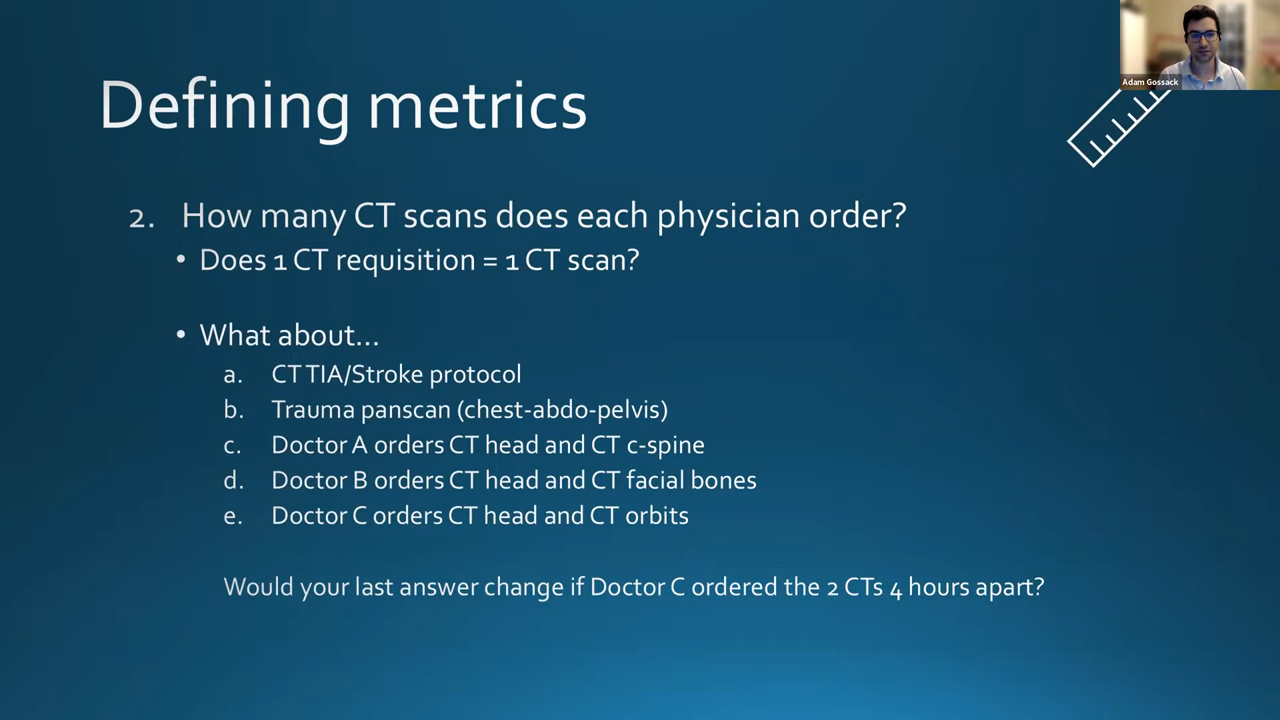 Adam Gossack
Defining metrics
2. How many CT scans does each physician order?
• Does 1 CT requisition = 1 CT scan?
• What about...
a. CT TIA/Stroke protocol
b. Trauma panscan (chest-abdo-pelvis)
c. Doctor A orders CT head and CT c-spine
d. Doctor B orders CT head and CT facial bones
e. Doctor C orders CT head and CT orbits
Would your last answer change if Doctor C ordered the 2 CTs 4 hours apart?